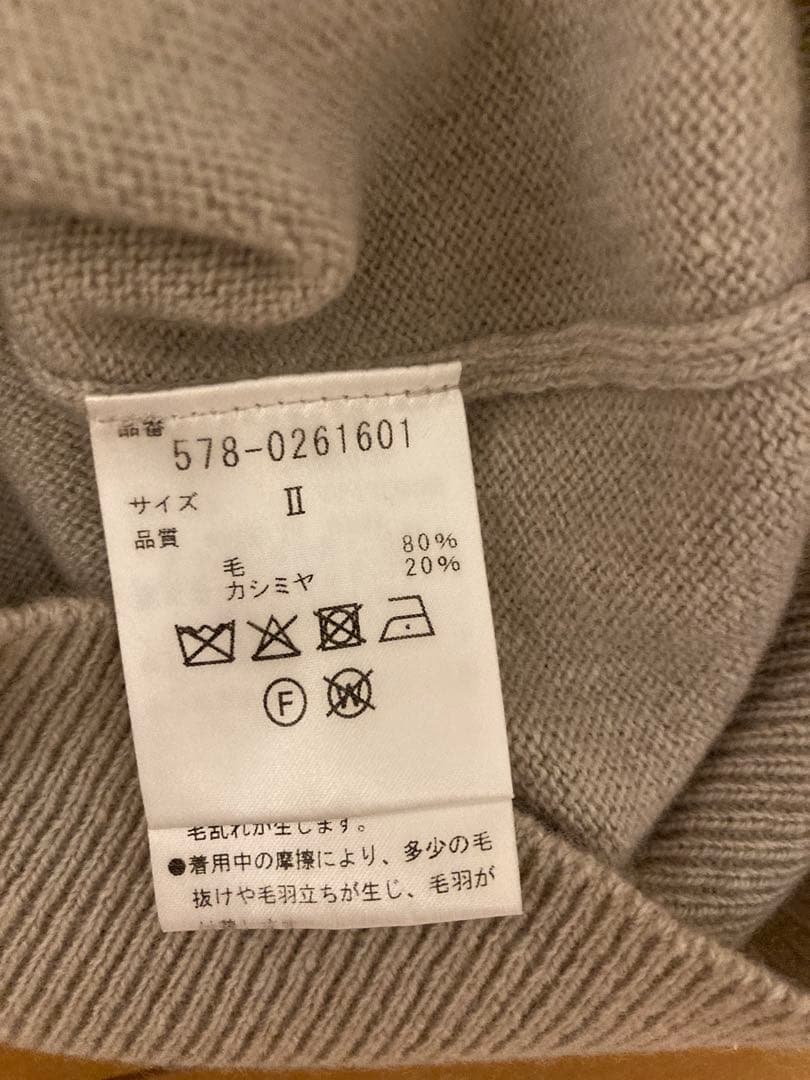 品番
578-0261601
サイズ II
品質
毛 80%
カシミヤ 20%
F
W
毛乱れが生じます。
●着用中の摩擦により、多少の毛
抜けや毛羽立ちが生じ、毛羽が